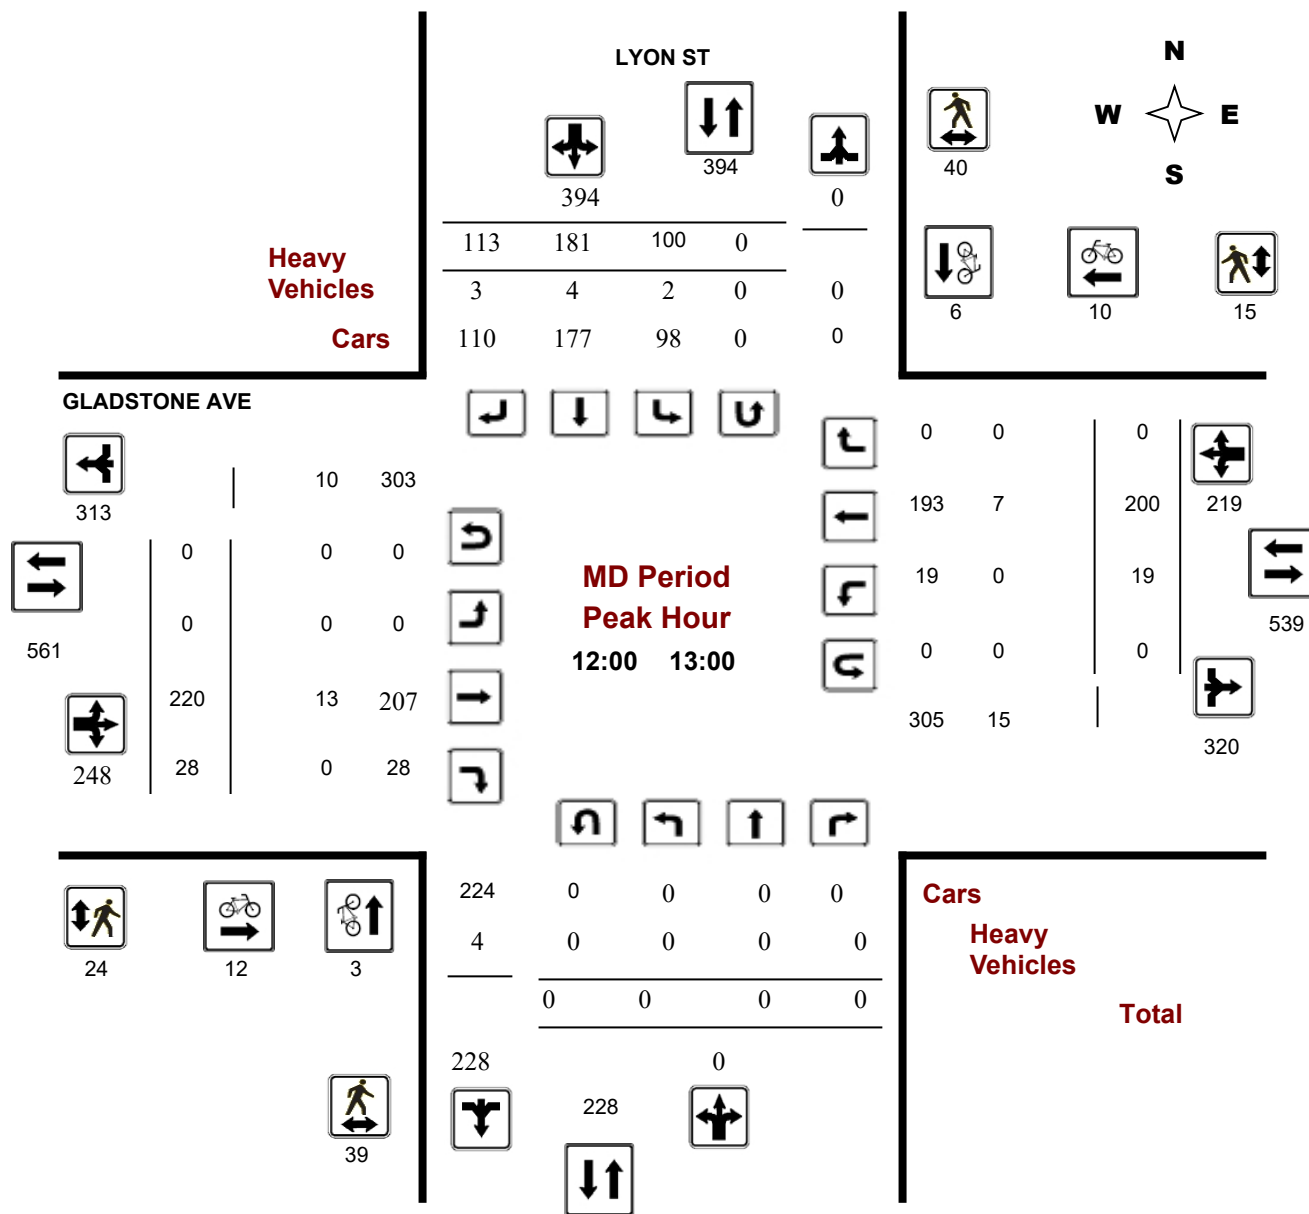 LYON ST
N
W E
S
394
394
0
40
113 181 100 0
Heavy
Vehicles
3 4 2 0 0
Cars
110 177 98 0 0
6 10 15
GLADSTONE AVE
0 0 0
10 303
313
193 7 200 219
0 0 0
MD Period
19 0 19
Peak Hour
0 0 0
539
561
12:00 13:00
0 0 0
220 13 207
305 15
320
248
28 0 28
224 0 0 0 0
Cars
4 0 0 0 0
Heavy
Vehicles
24 12 3
0 0 0 0
Total
228 0
228
39